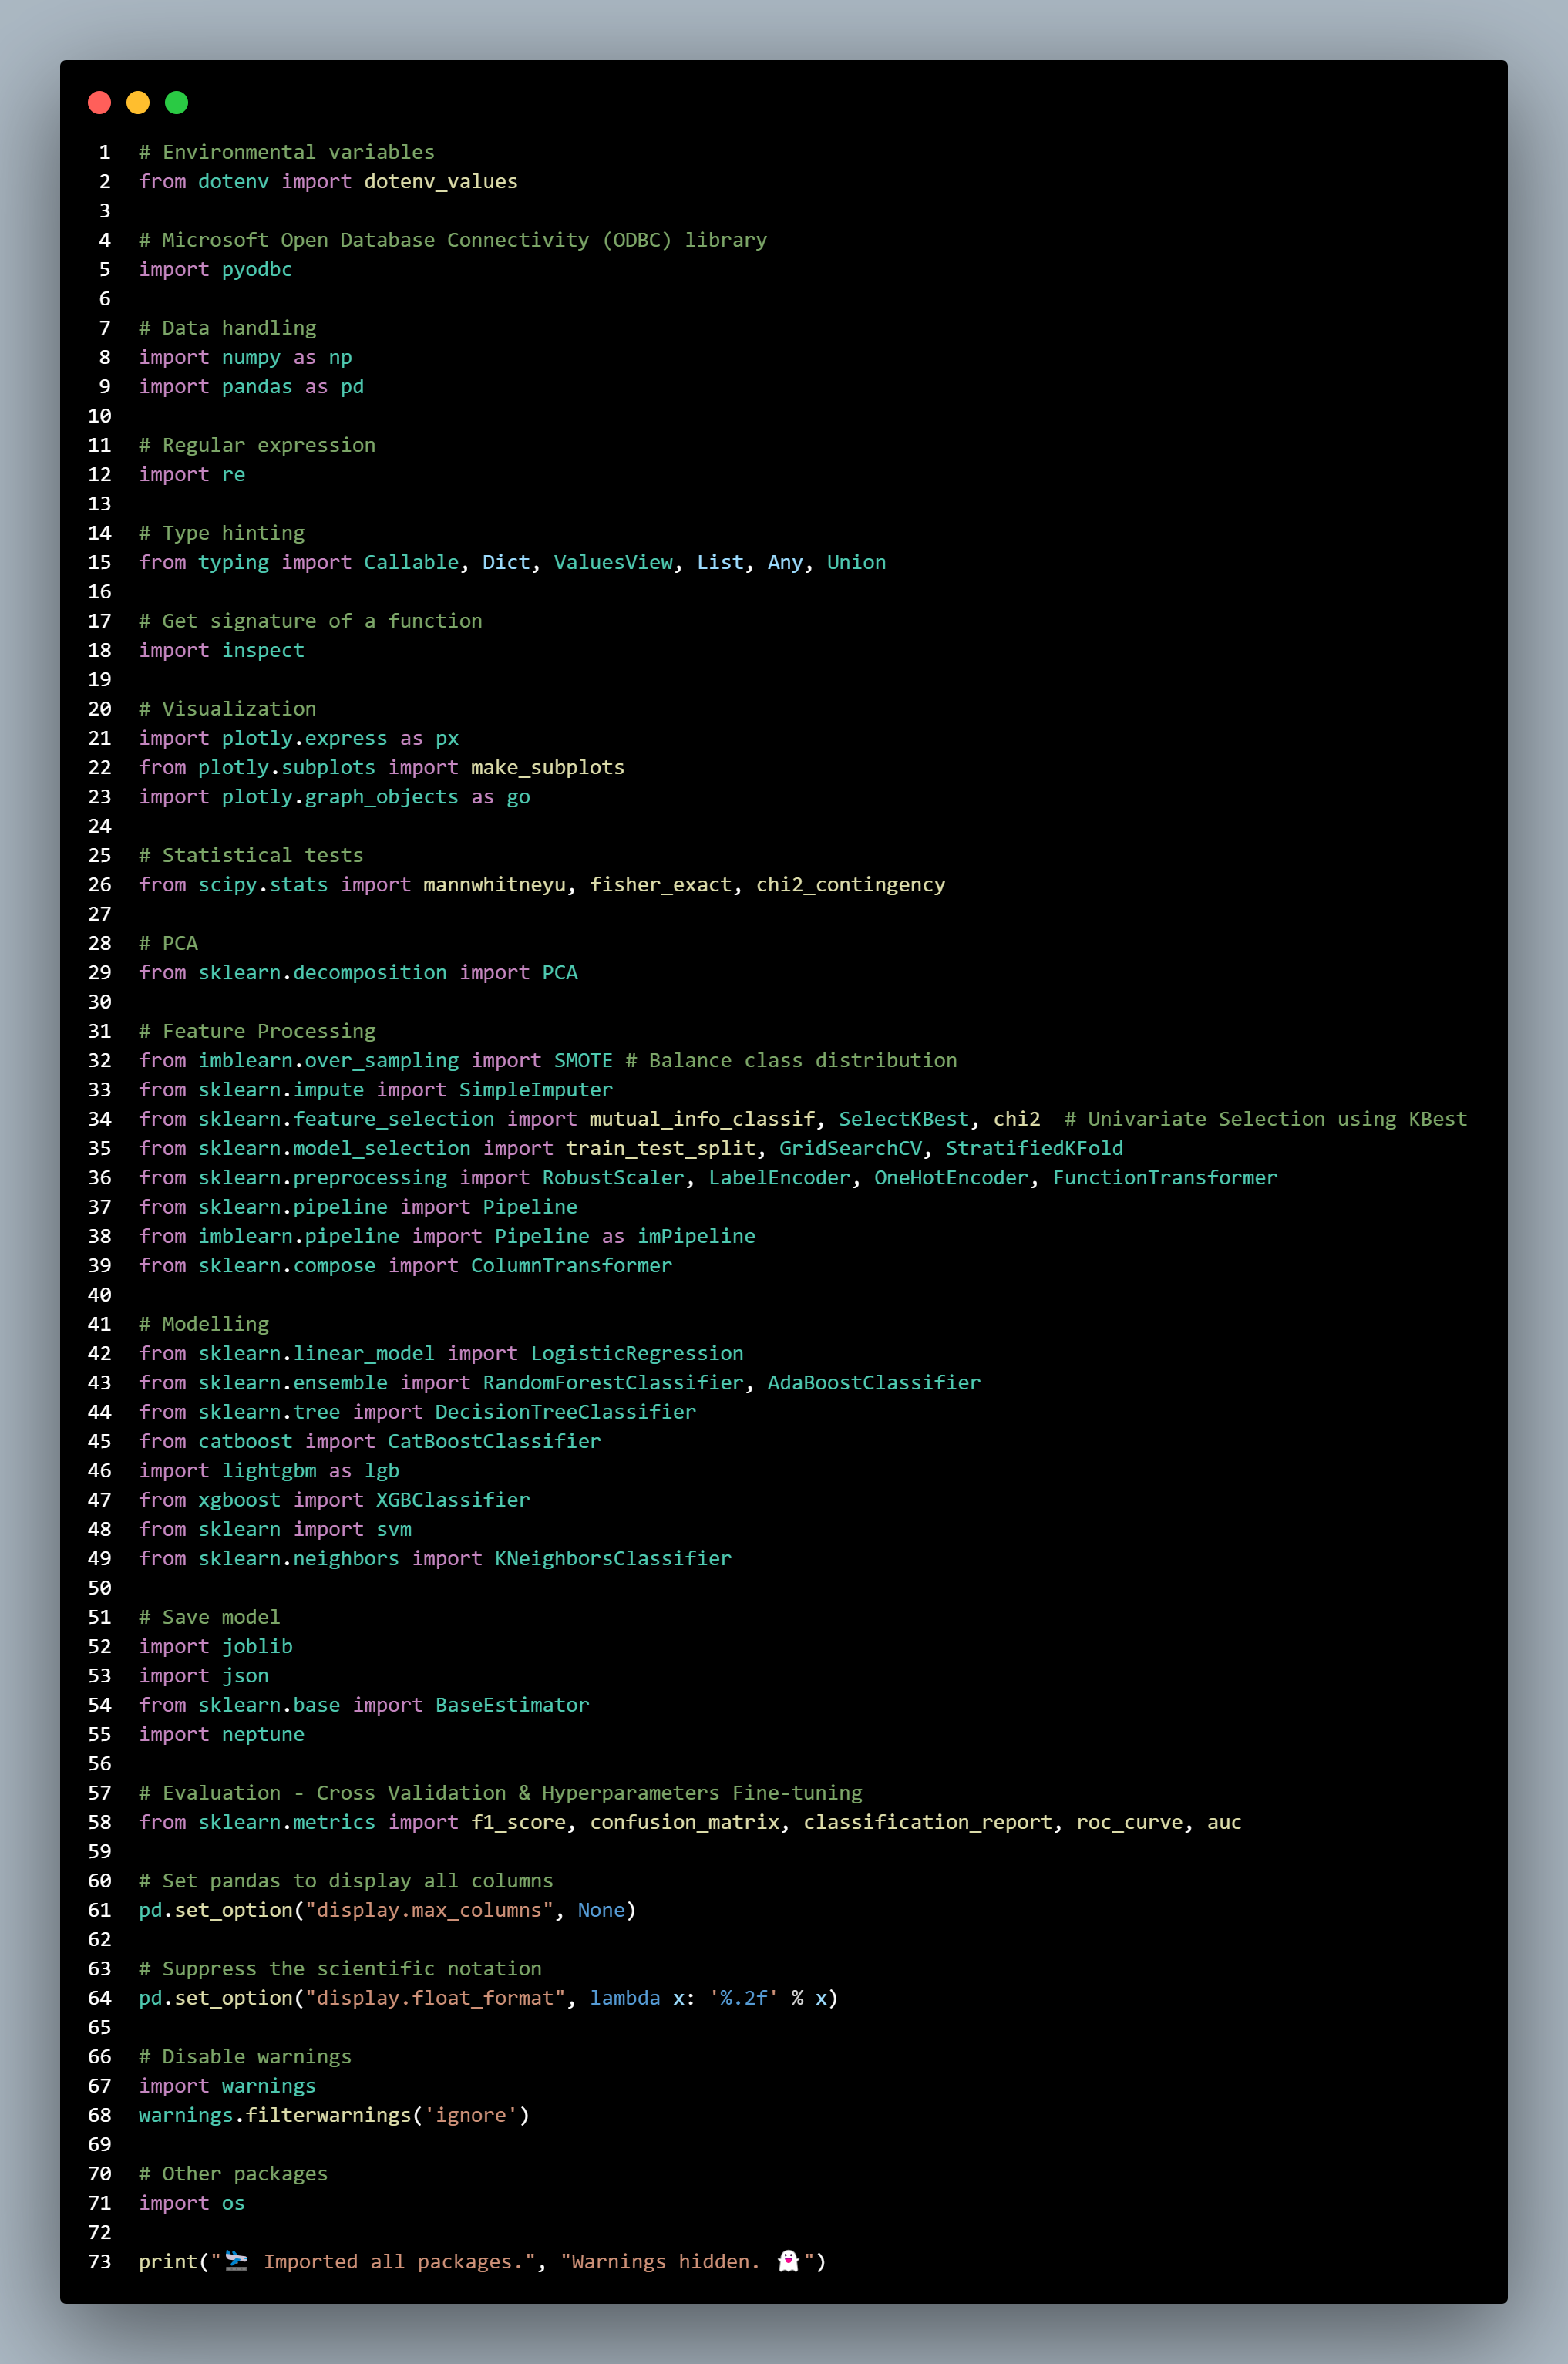 1 # Environmental variables
2 from dotenv import dotenv_values
3
4 # Microsoft Open Database Connectivity (ODBC) library
5 import pyodbc
6
7 # Data handling
8 import numpy as np
9 import pandas as pd
10
11 # Regular expression
12 import re
13
14 # Type hinting
15 from typing import Callable, Dict, ValuesView, List, Any, Union
16
17 # Get signature of a function
18 import inspect
19
20 # Visualization
21 import plotly.express as px
22 from plotly.subplots import make_subplots
23 import plotly.graph_objects as go
24
25 # Statistical tests
26 from scipy.stats import mannwhitneyu, fisher_exact, chi2_contingency
27
28 # PCA
29 from sklearn.decomposition import PCA
30
31 # Feature Processing
32 from imblearn.over_sampling import SMOTE # Balance class distribution
33 from sklearn.impute import SimpleImputer
34 from sklearn.feature_selection import mutual_info_classif, SelectKBest, chi2  # Univariate Selection using KBest
35 from sklearn.model_selection import train_test_split, GridSearchCV, StratifiedKFold
36 from sklearn.preprocessing import RobustScaler, LabelEncoder, OneHotEncoder, FunctionTransformer
37 from sklearn.pipeline import Pipeline
38 from imblearn.pipeline import Pipeline as imPipeline
39 from sklearn.compose import ColumnTransformer
40
41 # Modelling
42 from sklearn.linear_model import LogisticRegression
43 from sklearn.ensemble import RandomForestClassifier, AdaBoostClassifier
44 from sklearn.tree import DecisionTreeClassifier
45 from catboost import CatBoostClassifier
46 import lightgbm as lgb
47 from xgboost import XGBClassifier
48 from sklearn import svm
49 from sklearn.neighbors import KNeighborsClassifier
50
51 # Save model
52 import joblib
53 import json
54 from sklearn.base import BaseEstimator
55 import neptune
56
57 # Evaluation - Cross Validation & Hyperparameters Fine-tuning
58 from sklearn.metrics import f1_score, confusion_matrix, classification_report, roc_curve, auc
59
60 # Set pandas to display all columns
61 pd.set_option("display.max_columns", None)
62
63 # Suppress the scientific notation
64 pd.set_option("display.float_format", lambda x: '%.2f' % x)
65
66 # Disable warnings
67 import warnings
68 warnings.filterwarnings('ignore')
69
70 # Other packages
71 import os
72
73 print("🛬 Imported all packages.", "Warnings hidden. 👻")